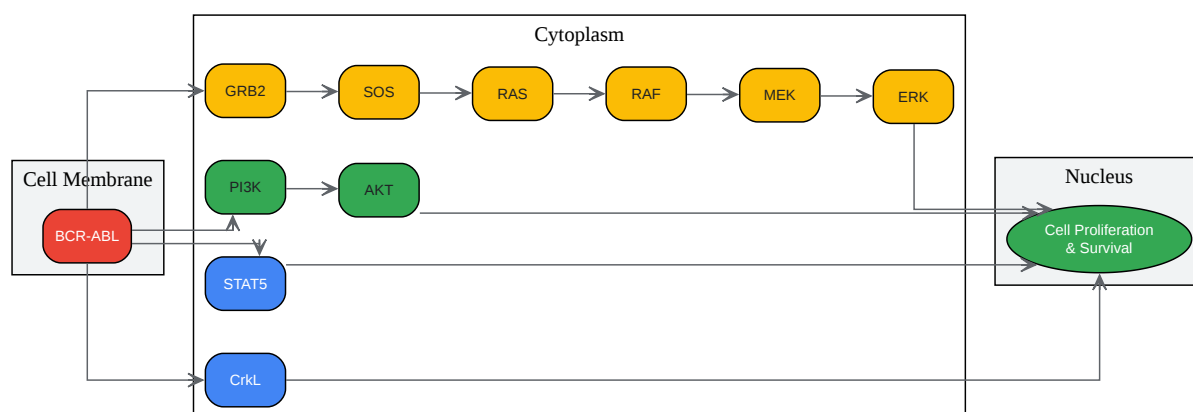 Cytoplasm
GRB2
SOS
RAS
RAF
MEK
ERK
Cell Membrane
BCR-ABL
PI3K
AKT
STAT5
CrkL
Nucleus
Cell Proliferation
& Survival